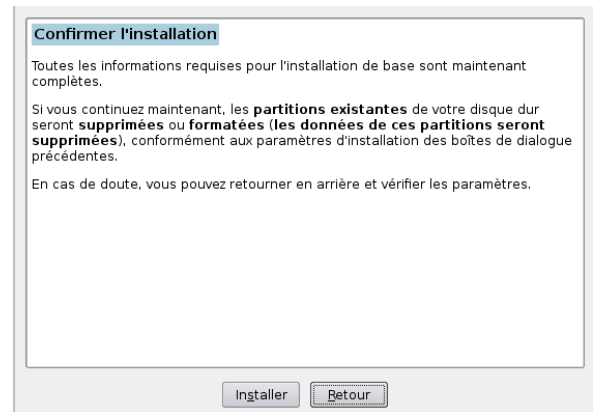 Confirmer l'installation
Toutes les informations requises pour l'installation de base sont maintenant
complètes.
Si vous continuez maintenant, les partitions existantes de votre disque dur
seront supprimées ou formatées (les données de ces partitions seront
supprimées), conformément aux paramètres d'installation des boîtes de dialogue
précédentes.
En cas de doute, vous pouvez retourner en arrière et vérifier les paramètres.
Installer
Retour